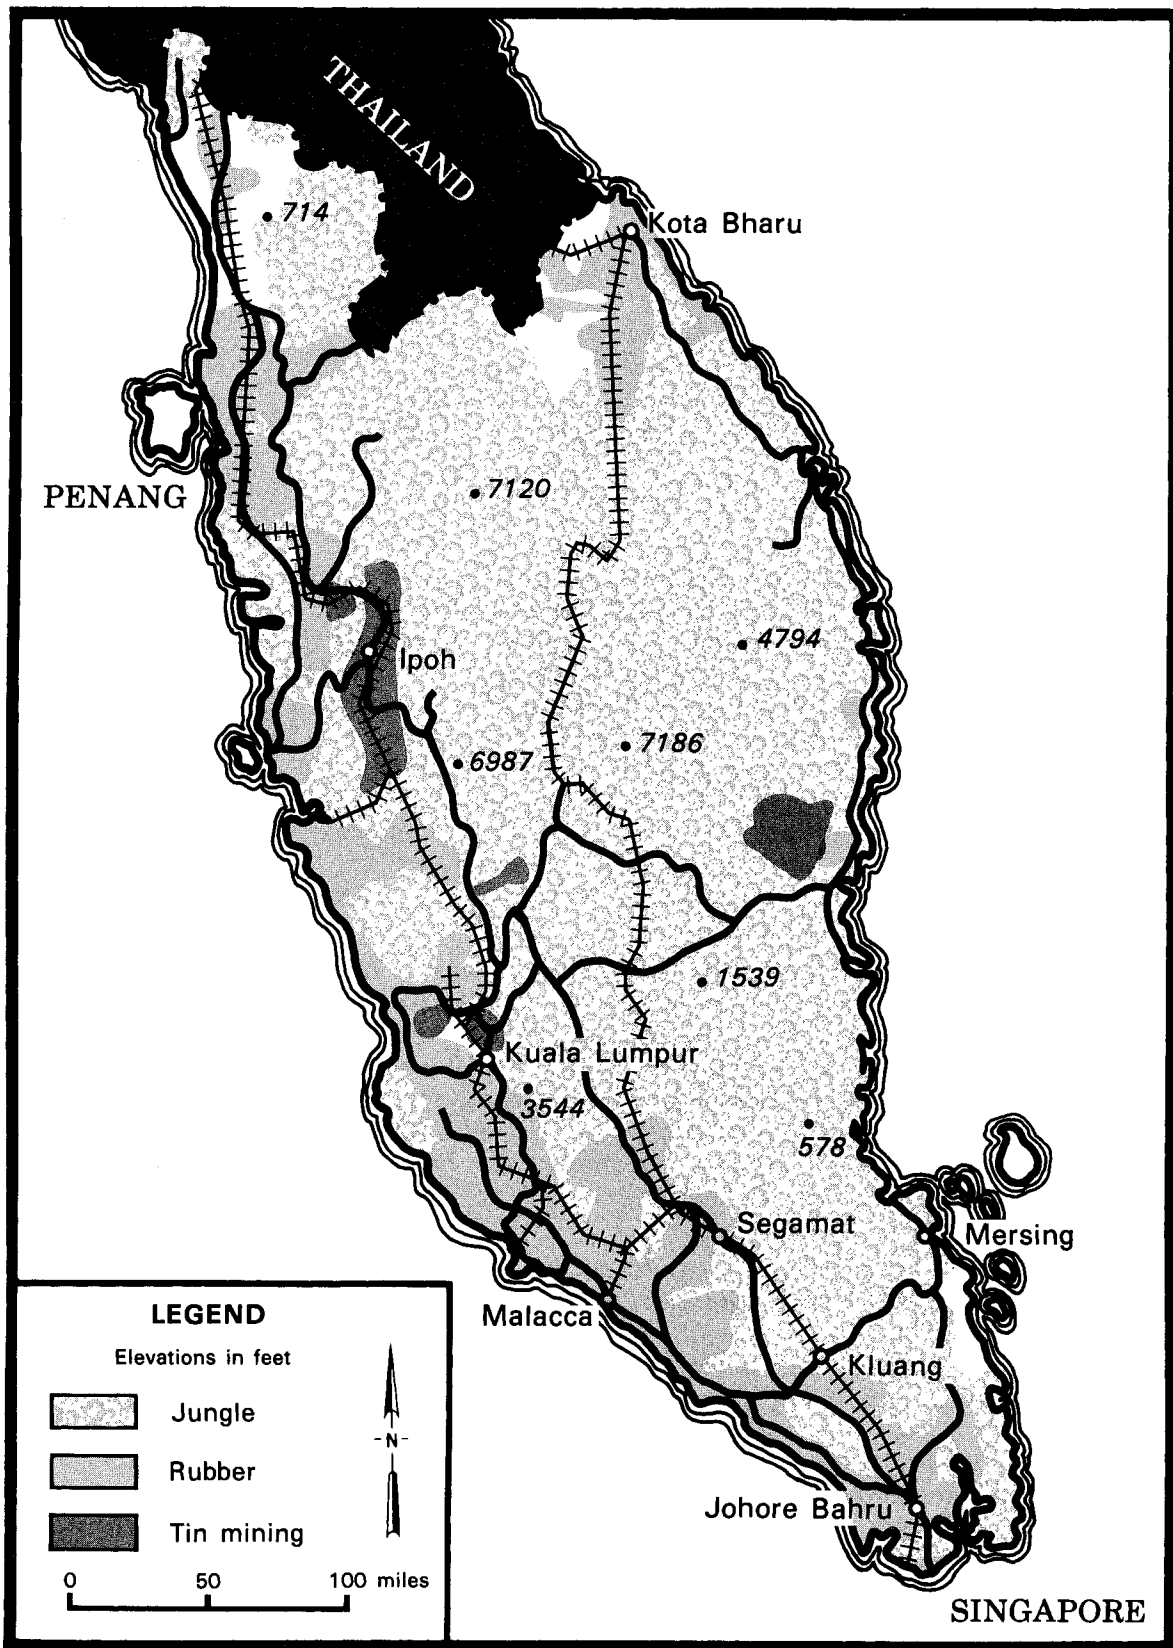 THAILAND
714
Kota Bharu
PENANG
7120
4794
Ipoh
7186
6987
1539
Kuala Lumpur
3544
578
Segamat
Mersing
Malacca
Kluang
Johore Bahru
SINGAPORE
LEGEND
Elevations in feet
Jungle
Rubber
Tin mining
-N-
0 50 100 miles